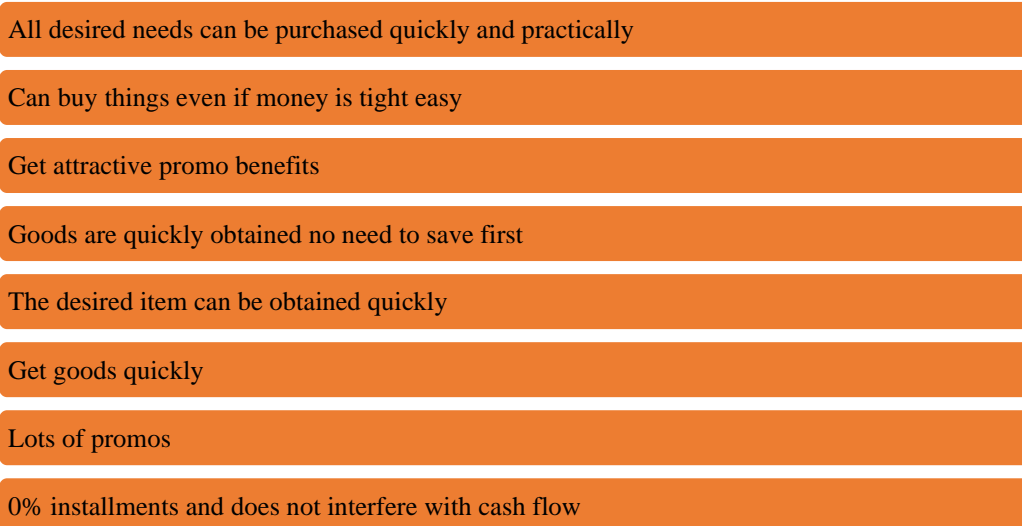 All desired needs can be purchased quickly and practically
Can buy things even if money is tight easy
Get attractive promo benefits
Goods are quickly obtained no need to save first
The desired item can be obtained quickly
Get goods quickly
Lots of promos
0% installments and does not interfere with cash flow